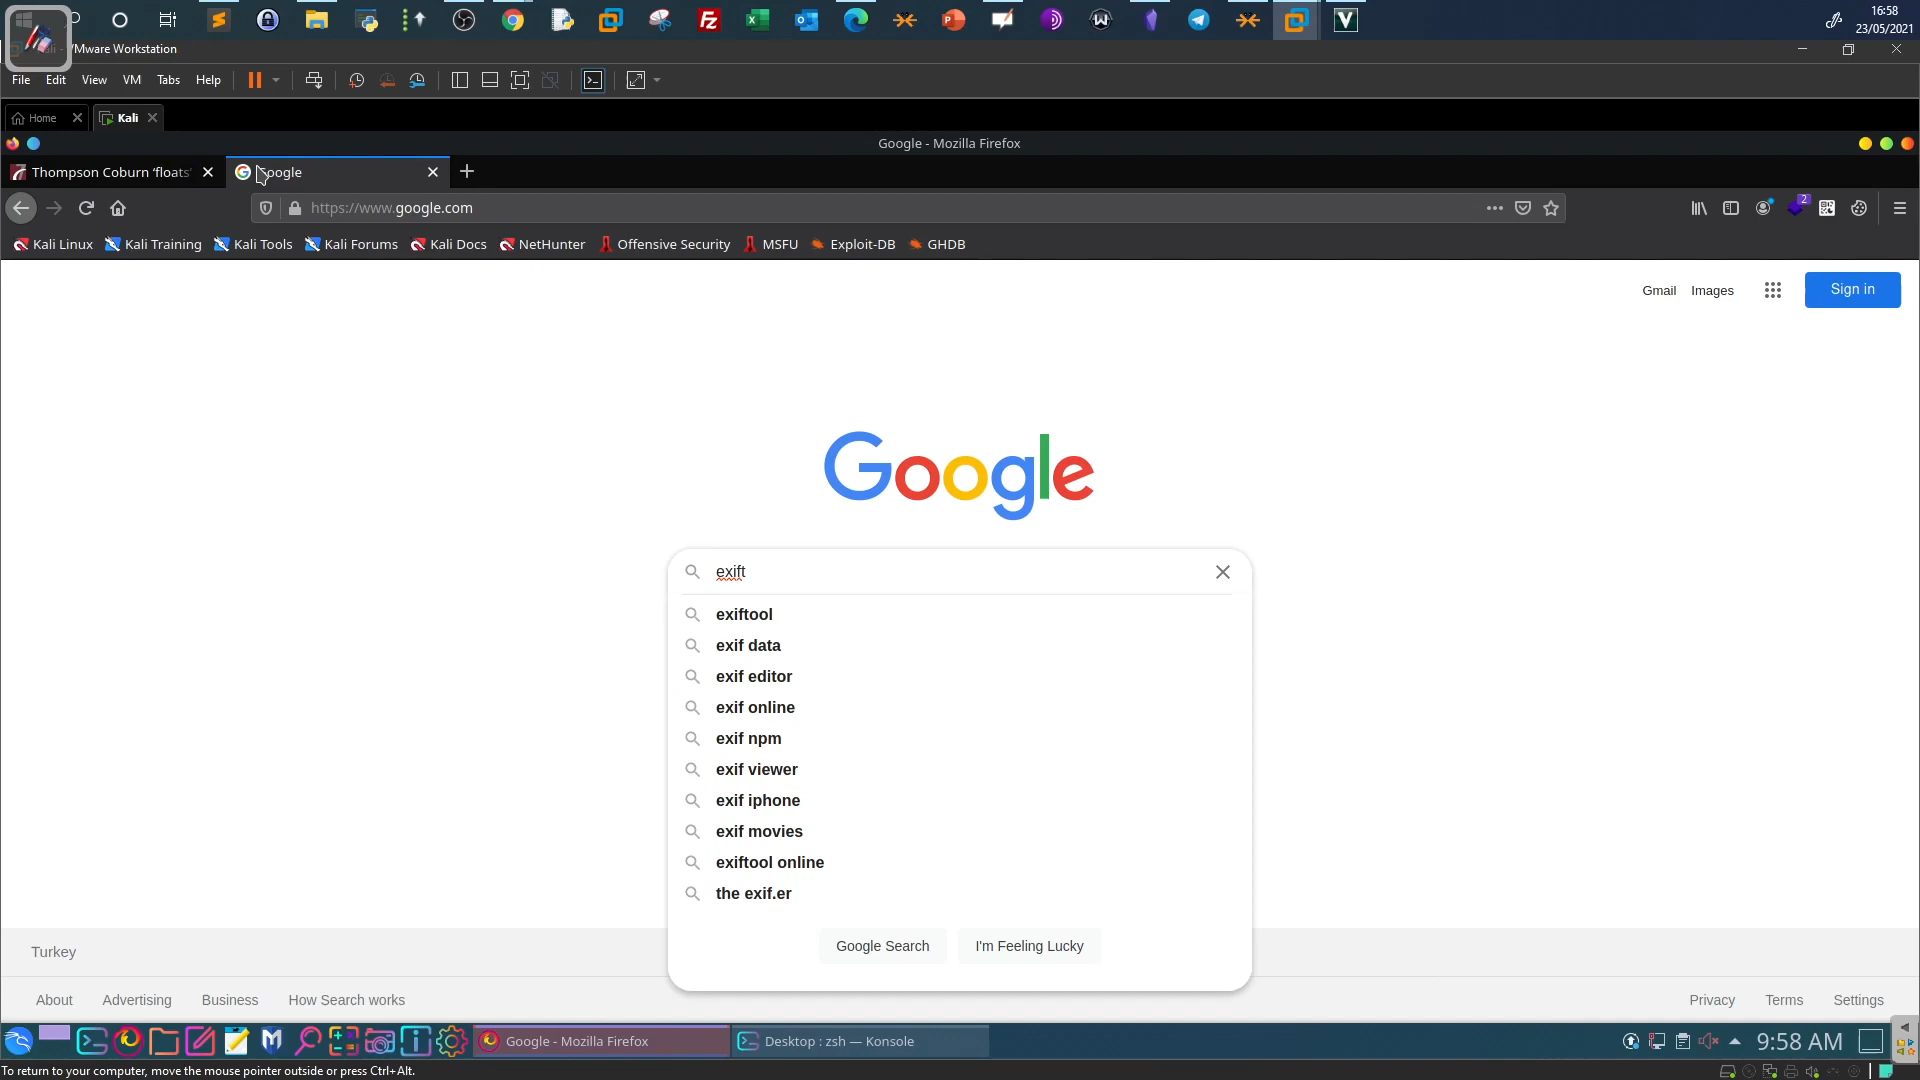 16:58
23/05/2021
VMware Workstation
File Edit View VM Tabs Help
Home Kali
Google - Mozilla Firefox
Thompson Coburn 'floats' Google
https://www.google.com
2
Kali Linux Kali Training Kali Tools Kali Forums Kali Docs NetHunter Offensive Security MSFU Exploit-DB GHDB
Gmail Images Sign in
Google
exift
exiftool
exif data
exif editor
exif online
exif npm
exif viewer
exif iphone
exif movies
exiftool online
the exif.er
Google Search I'm Feeling Lucky
Turkey
About Advertising Business How Search works Privacy Terms Settings
Google - Mozilla Firefox Desktop : zsh — Konsole 9:58 AM
To return to your computer, move the mouse pointer outside or press Ctrl+Alt.